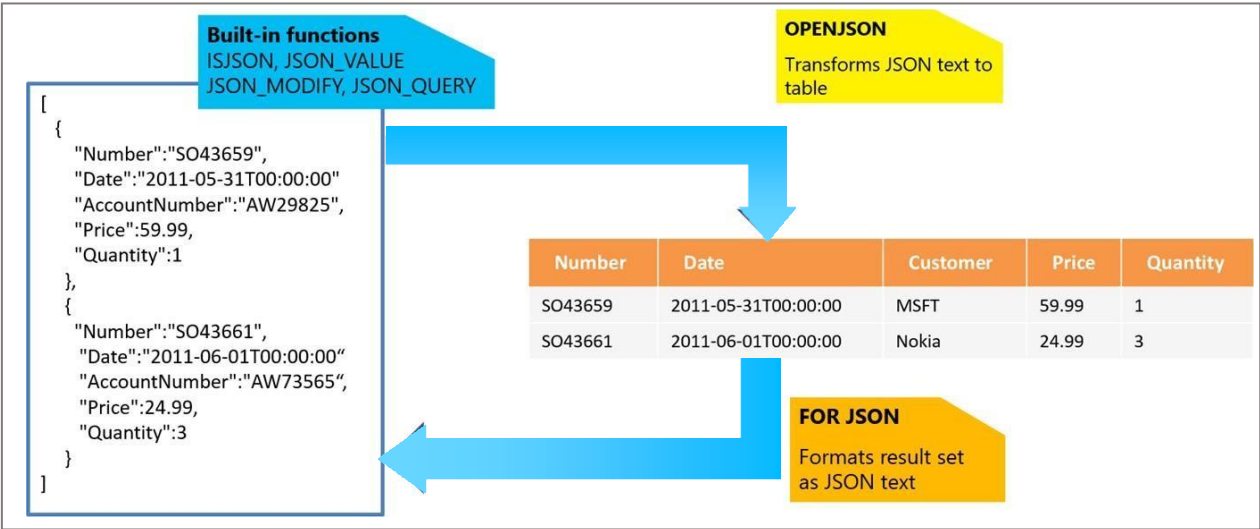 Built-in functions
ISJSON, JSON_VALUE
JSON_MODIFY, JSON_QUERY
[
{
"Number":"SO43659",
"Date":"2011-05-31T00:00:00"
"AccountNumber":"AW29825",
"Price":59.99,
"Quantity":1
},
{
"Number":"SO43661",
"Date":"2011-06-01T00:00:00“
"AccountNumber":"AW73565“,
"Price":24.99,
"Quantity":3
}
]
OPENJSON
Transforms JSON text to
table
Number Date Customer Price Quantity
SO43659 2011-05-31T00:00:00 MSFT 59.99 1
SO43661 2011-06-01T00:00:00 Nokia 24.99 3
FOR JSON
Formats result set
as JSON text